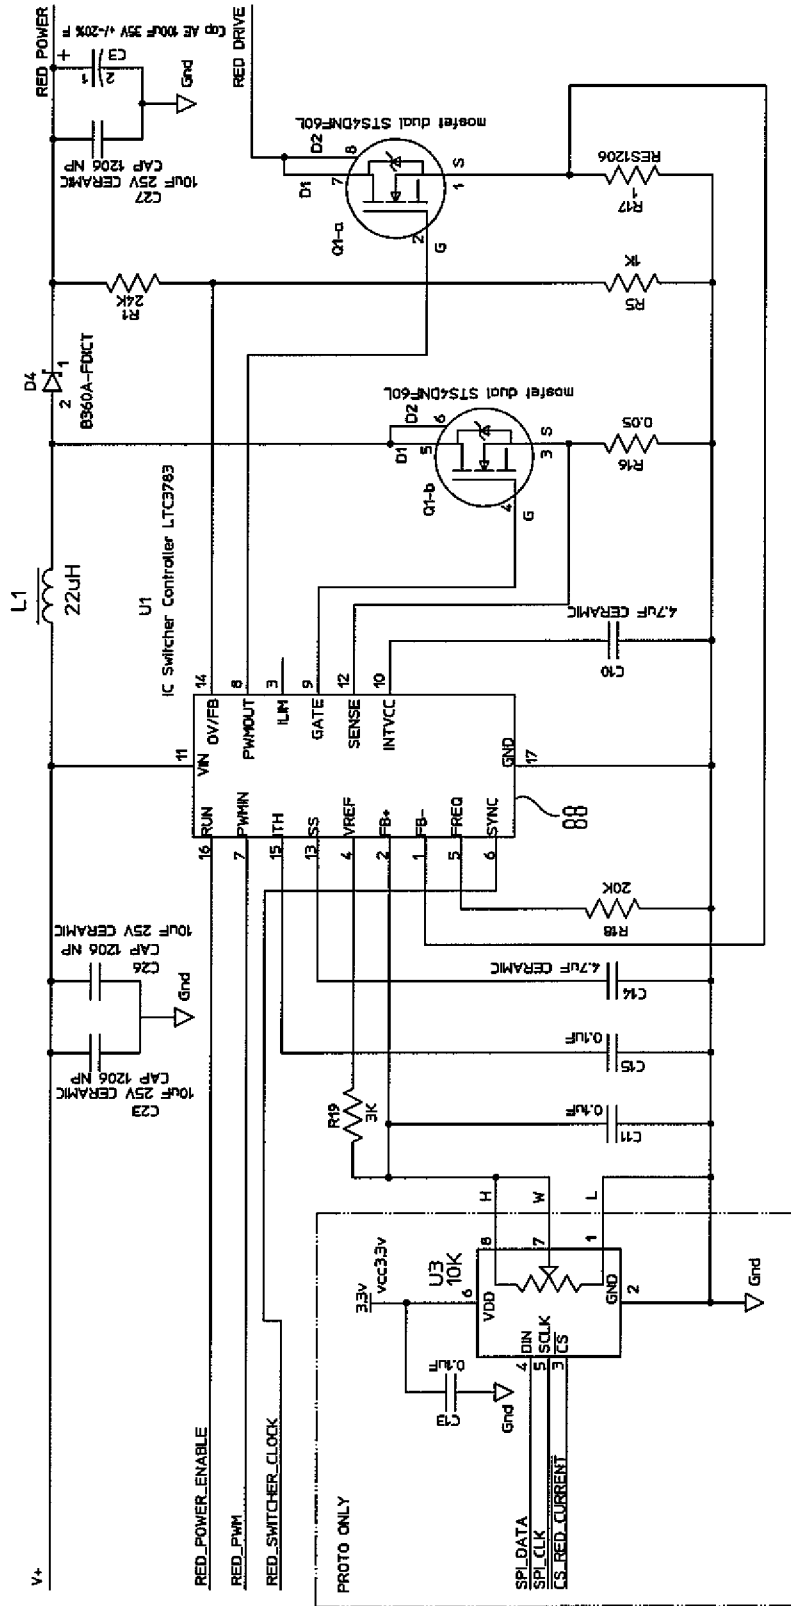 V+
10uF 25V CERAMIC
CAP 1206 NP
C23
10uF 25V CERAMIC
CAP 1206 NP
C26
Gnd
L1
22uH
D4
2
1
B360A-FDICT
RED POWER
+
Cap AE 100uF 35V +/-20% F
C3
1
2
Gnd
10uF 25V CERAMIC
CAP 1206 NP
C27
R1
24K
RED DRIVE
D1
D2
7
8
mosfet dual STS4DNF60L
Q1-a
2
G
1
S
R17
1
RES1206
R5
1K
D1
D2
5
6
mosfet dual STS4DNF60L
Q1-b
4
G
3
S
R16
0.05
U1
IC Switcher Controller LTC3783
11
VIN
16
RUN
7
PWMIN
15
ITH
13
SS
4
VREF
2
FB+
1
FB-
5
FREQ
6
SYNC
14
OV/FB
8
PWMOUT
3
ILIM
9
GATE
12
SENSE
10
INTVCC
GND
17
88
C10
4.7uF CERAMIC
R18
20K
C14
4.7uF CERAMIC
C15
0.1uF
C11
0.1uF
R19
3K
RED_POWER_ENABLE
RED_PWM
RED_SWITCHER_CLOCK
PROTO ONLY
3.3v
vcc3.3v
C13
0.1uF
Gnd
U3
10K
6
VDD
8
H
7
W
1
L
4
DIN
5
SCLK
3
CS
GND
2
Gnd
SPI_DATA
SPI_CLK
CS_RED_CURRENT